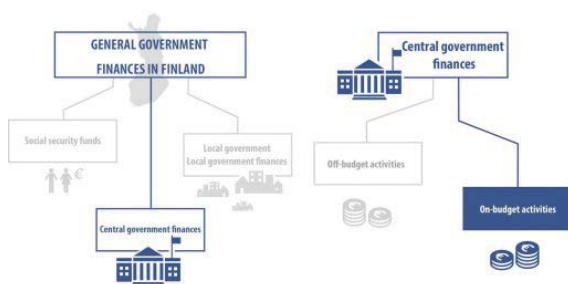 GENERAL GOVERNMENT
FINANCES IN FINLAND
Social security funds
€
Local government
Local government finances
Central government finances
Central government
finances
Off-budget activities
On-budget activities